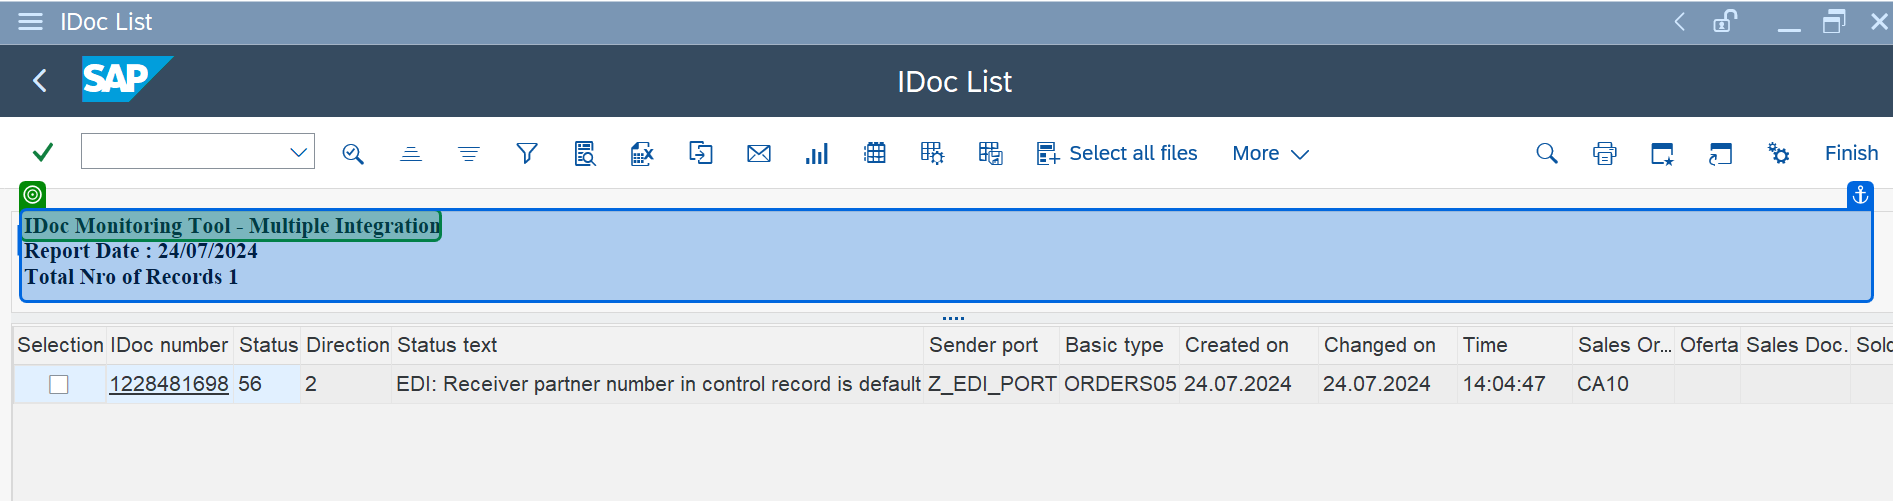 IDoc List
SAP
IDoc List
Select all files
More
Finish
IDoc Monitoring Tool - Multiple Integration
Report Date : 24/07/2024
Total Nro of Records 1
Selection IDoc number Status Direction Status text Sender port Basic type Created on Changed on Time Sales Or... Oferta Sales Doc. Sold
1228481698 56 2 EDI: Receiver partner number in control record is default Z_EDI_PORT ORDERS05 24.07.2024 24.07.2024 14:04:47 CA10